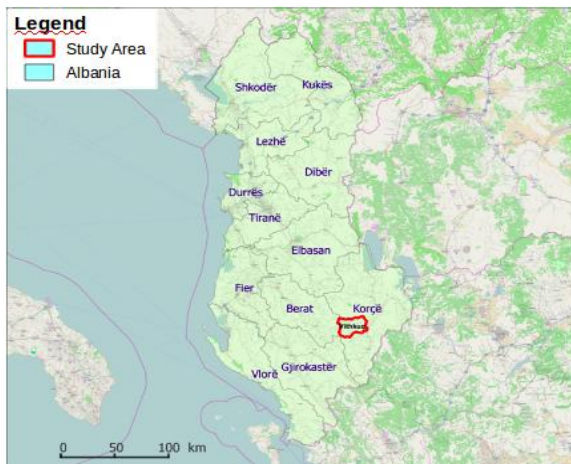 Legend
Study Area
Albania
Shkodër
Kukës
Lezhë
Dibër
Durrës
Tiranë
Elbasan
Fier
Berat
Korçë
Vithkuq
Gjirokastër
Vlorë
0 50 100 km